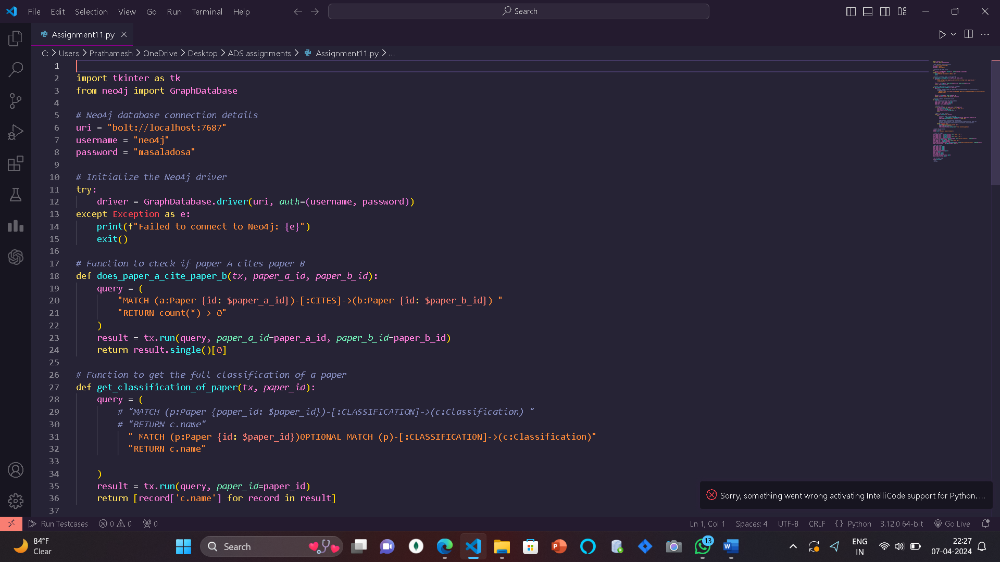 File Edit Selection View Go Run Terminal Help
Search
Assignment11.py
C: > Users > Prathamesh > OneDrive > Desktop > ADS assignments > Assignment11.py > ...
1
2 import tkinter as tk
3 from neo4j import GraphDatabase
4
5 # Neo4j database connection details
6 uri = "bolt://localhost:7687"
7 username = "neo4j"
8 password = "masaladosa"
9
10 # Initialize the Neo4j driver
11 try:
12 driver = GraphDatabase.driver(uri, auth=(username, password))
13 except Exception as e:
14 print(f"Failed to connect to Neo4j: {e}")
15 exit()
16
17 # Function to check if paper A cites paper B
18 def does_paper_a_cite_paper_b(tx, paper_a_id, paper_b_id):
19 query = (
20 "MATCH (a:Paper {id: $paper_a_id})-[:CITES]->(b:Paper {id: $paper_b_id}) "
21 "RETURN count(*) > 0"
22 )
23 result = tx.run(query, paper_a_id=paper_a_id, paper_b_id=paper_b_id)
24 return result.single()[0]
25
26 # Function to get the full classification of a paper
27 def get_classification_of_paper(tx, paper_id):
28 query = (
29 # "MATCH (p:Paper {paper_id: $paper_id})-[:CLASSIFICATION]->(c:Classification) "
30 # "RETURN c.name"
31 " MATCH (p:Paper {id: $paper_id})OPTIONAL MATCH (p)-[:CLASSIFICATION]->(c:Classification)"
32 "RETURN c.name"
33
34 )
35 result = tx.run(query, paper_id=paper_id)
36 return [record['c.name'] for record in result]
37
Sorry, something went wrong activating IntelliCode support for Python. ...
Run Testcases 0 0 0 Ln 1, Col 1 Spaces: 4 UTF-8 CRLF {} Python 3.12.0 64-bit Go Live
84°F
Clear
Search
13
ENG
IN
22:27
07-04-2024